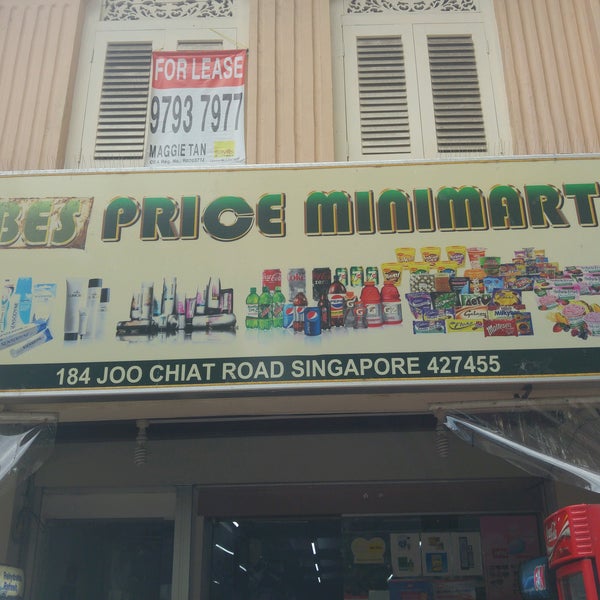 FOR LEASE
9793 7977
MAGGIE TAN
BES PRICE MINIMART
184 JOO CHIAT ROAD SINGAPORE 427455